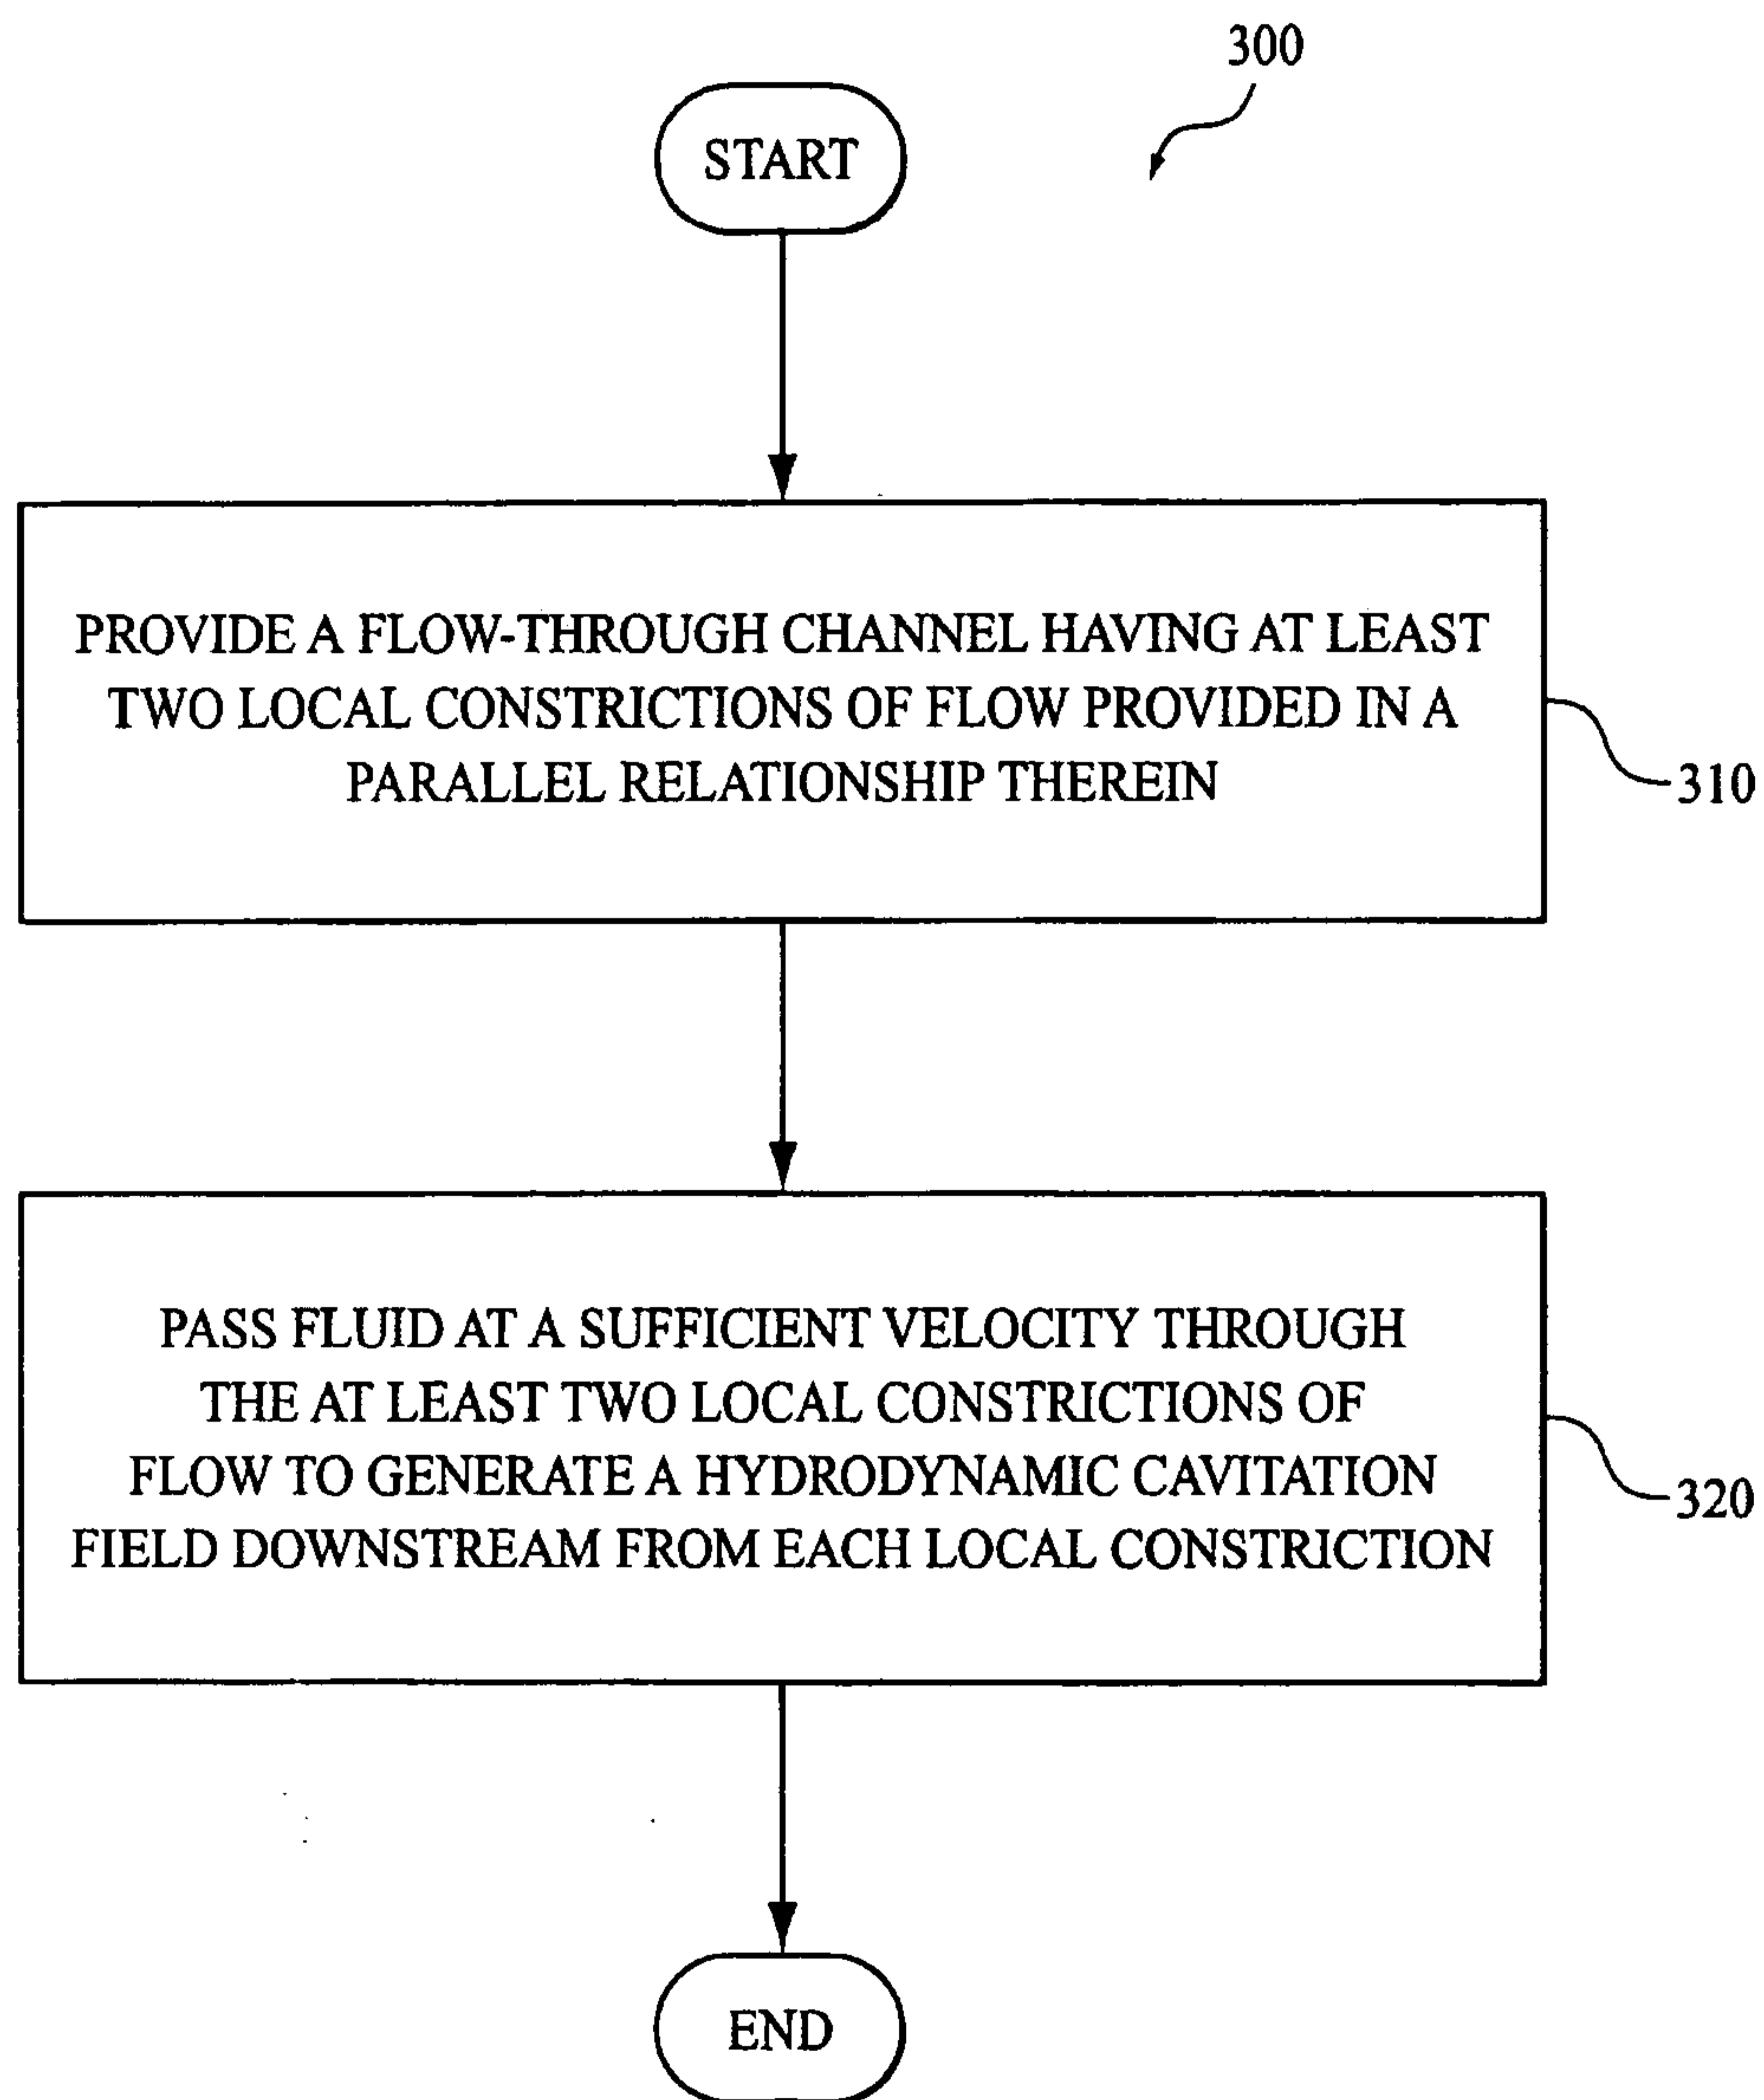 300
START
PROVIDE A FLOW-THROUGH CHANNEL HAVING AT LEAST
TWO LOCAL CONSTRICTIONS OF FLOW PROVIDED IN A
PARALLEL RELATIONSHIP THEREIN
310
PASS FLUID AT A SUFFICIENT VELOCITY THROUGH
THE AT LEAST TWO LOCAL CONSTRICTIONS OF
FLOW TO GENERATE A HYDRODYNAMIC CAVITATION
FIELD DOWNSTREAM FROM EACH LOCAL CONSTRICTION
320
END